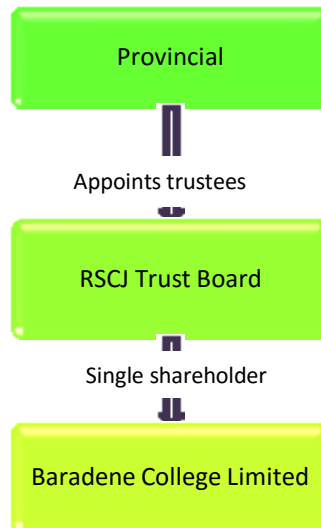 Provincial
Appoints trustees
RSCJ Trust Board
Single shareholder
Baradene College Limited